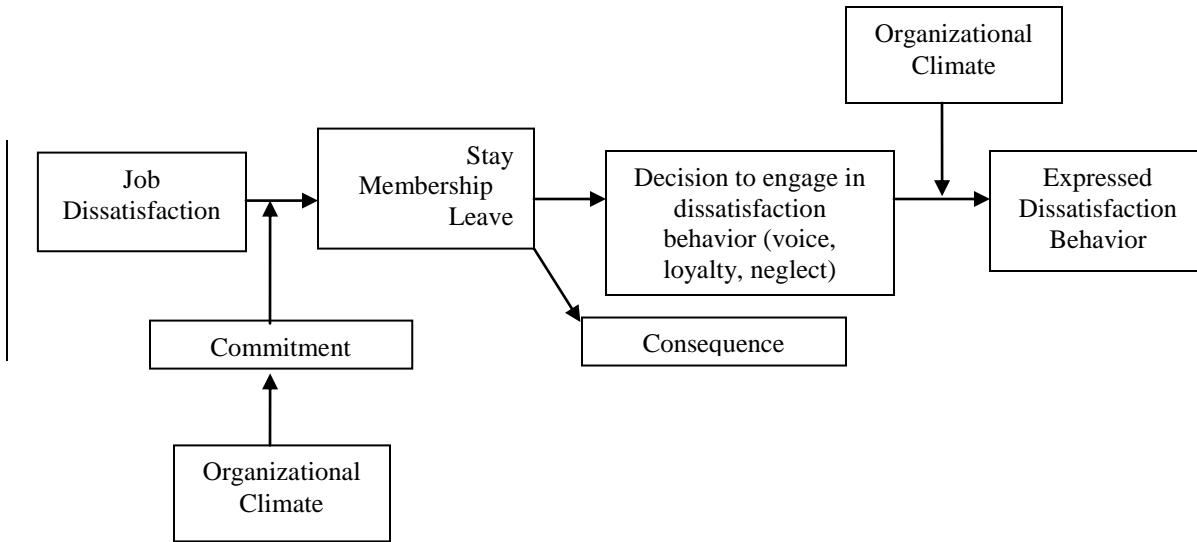 Organizational
Climate
Job
Dissatisfaction
Stay
Membership
Leave
Decision to engage in
dissatisfaction
behavior (voice,
loyalty, neglect)
Expressed
Dissatisfaction
Behavior
Commitment
Consequence
Organizational
Climate